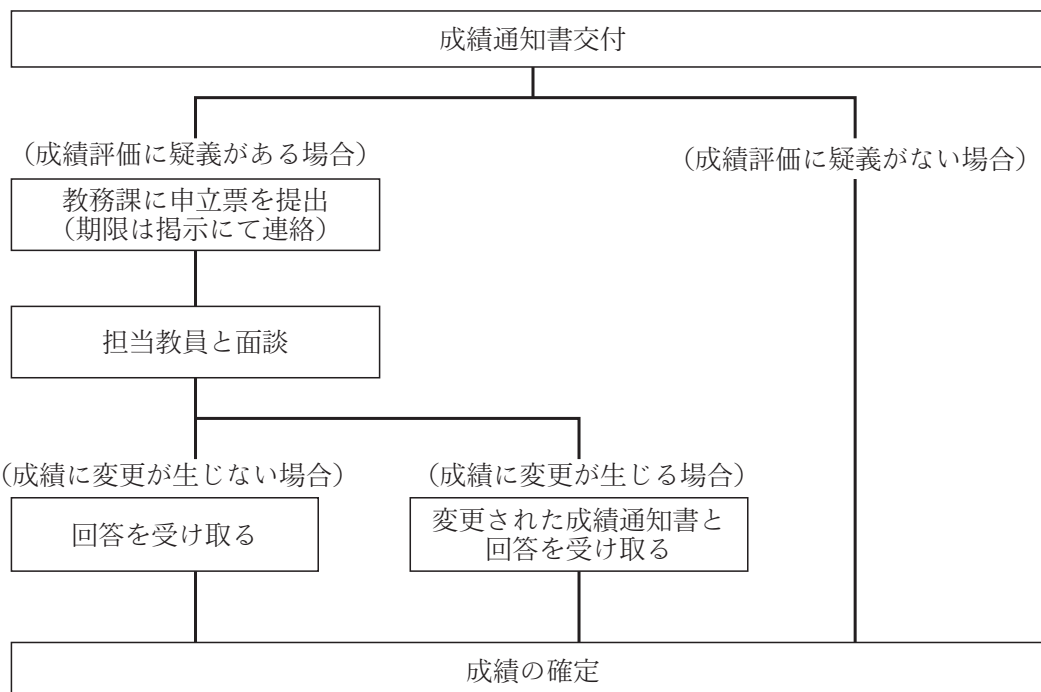 成績通知書交付
（成績評価に疑義がある場合）
（成績評価に疑義がない場合）
教務課に申立票を提出
（期限は掲示にて連絡）
担当教員と面談
（成績に変更が生じない場合）
（成績に変更が生じる場合）
回答を受け取る
変更された成績通知書と
回答を受け取る
成績の確定